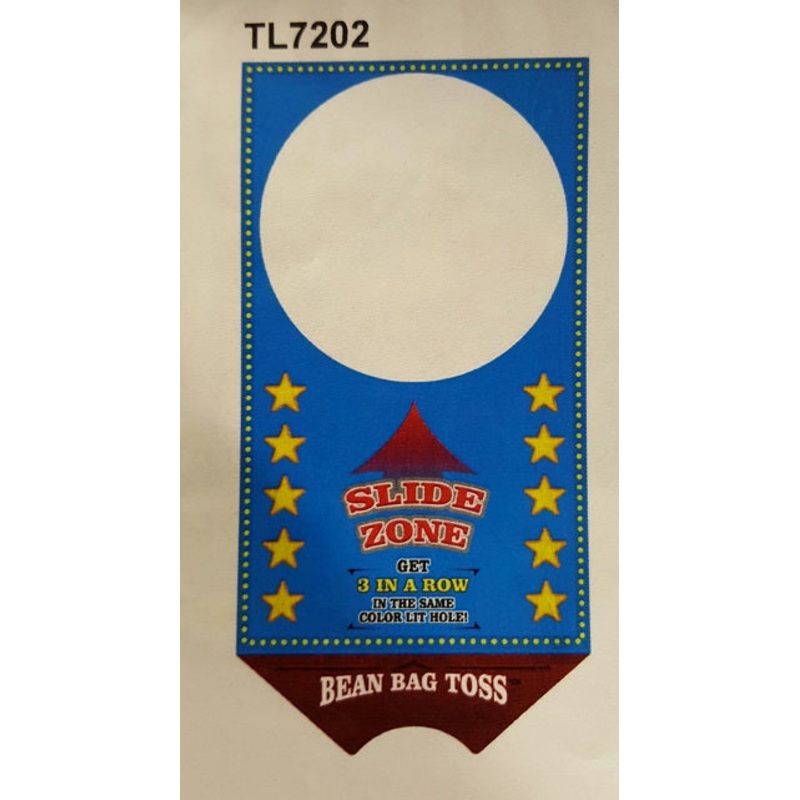 TL7202
SLIDE
ZONE
GET
3 IN A ROW
IN THE SAME
COLOR LIT HOLE!
BEAN BAG TOSS